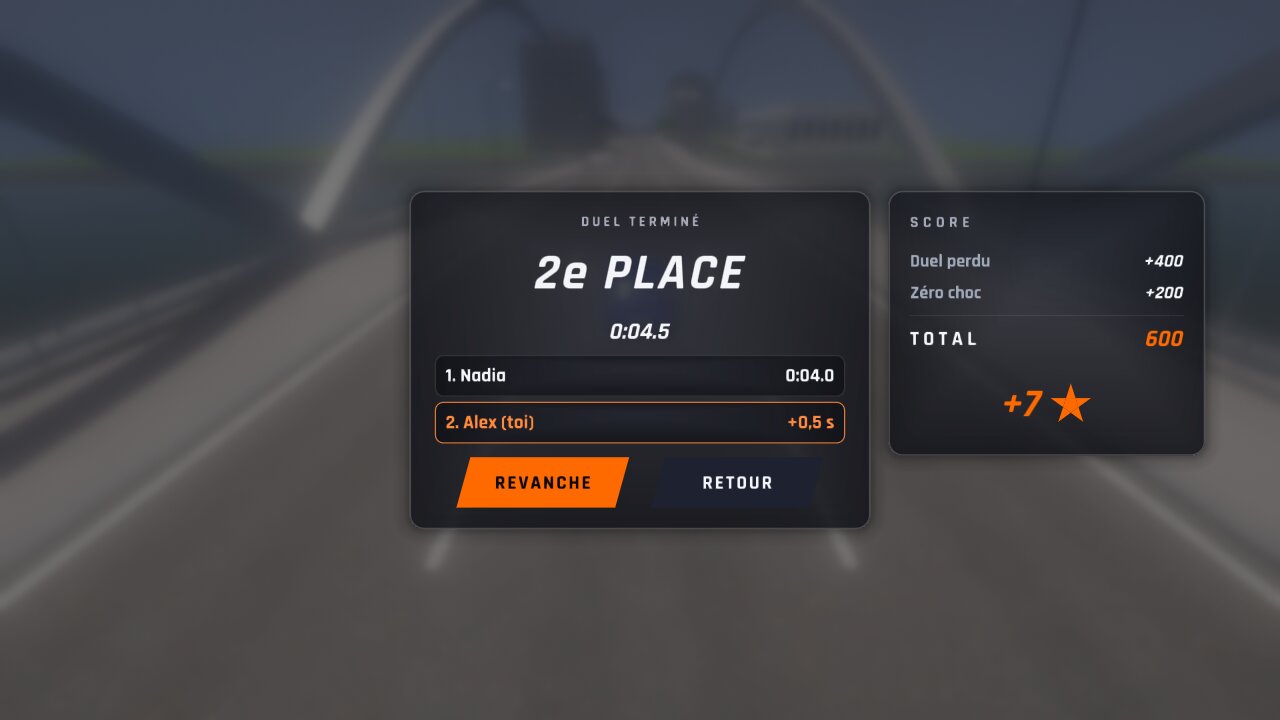 DUEL TERMINÉ
2e PLACE
0:04.5
1. Nadia 0:04.0
2. Alex (toi) +0,5 s
REVANCHE RETOUR
SCORE
Duel perdu +400
Zéro choc +200
TOTAL 600
+7